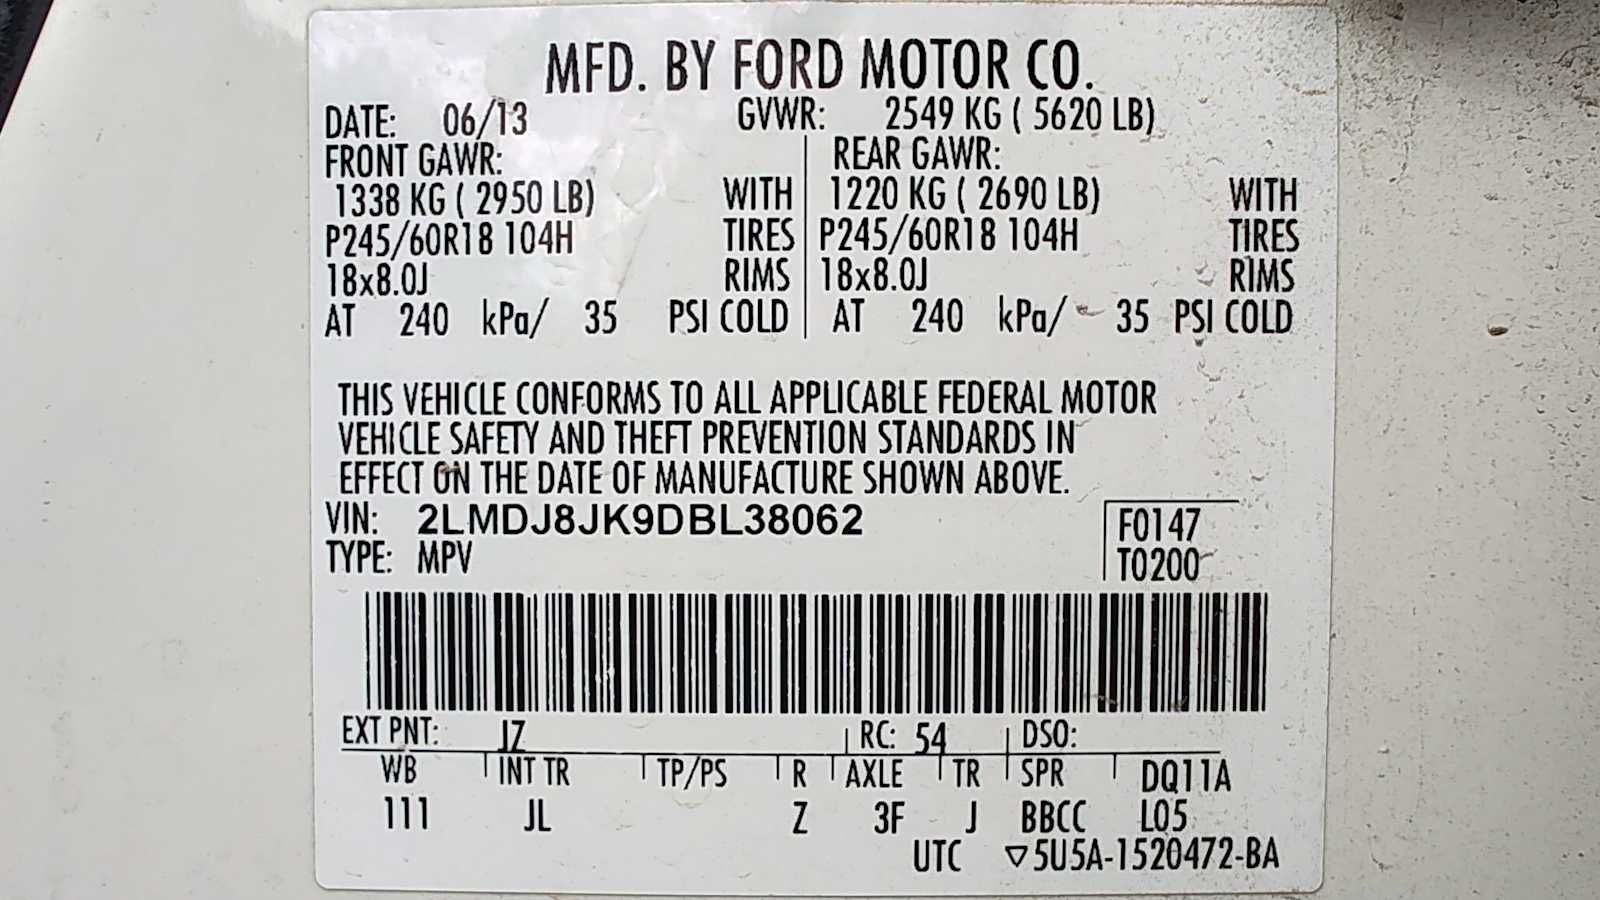 MFD. BY FORD MOTOR CO.
DATE: 06/13 GVWR: 2549 KG ( 5620 LB)
FRONT GAWR: REAR GAWR:
1338 KG ( 2950 LB) WITH 1220 KG ( 2690 LB) WITH
P245/60R18 104H TIRES P245/60R18 104H TIRES
18x8.0J RIMS 18x8.0J RIMS
AT 240 kPa/ 35 PSI COLD AT 240 kPa/ 35 PSI COLD
THIS VEHICLE CONFORMS TO ALL APPLICABLE FEDERAL MOTOR
VEHICLE SAFETY AND THEFT PREVENTION STANDARDS IN
EFFECT ON THE DATE OF MANUFACTURE SHOWN ABOVE.
VIN: 2LMDJ8JK9DBL38062 F0147
TYPE: MPV T0200
EXT PNT: JZ RC: 54 DSO:
WB INT TR TP/PS R AXLE TR SPR DQ11A
111 JL Z 3F J BBCC L05
UTC ▽5U5A-1520472-BA